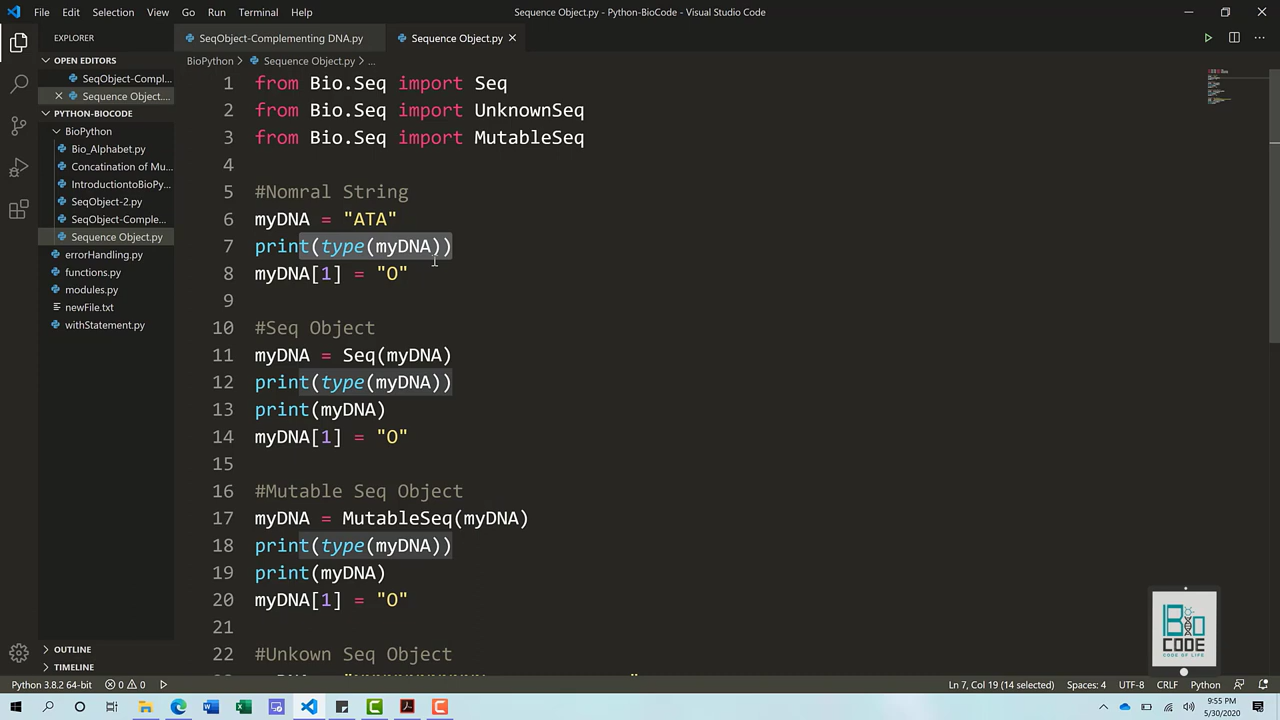 File Edit Selection View Go Run Terminal Help
Sequence Object.py - Python-BioCode - Visual Studio Code
EXPLORER
OPEN EDITORS
SeqObject-Compl...
Sequence Object....
PYTHON-BIOCODE
BioPython
Bio_Alphabet.py
Concatination of Mu...
IntroductiontoBioPy...
SeqObject-2.py
SeqObject-Comple...
Sequence Object.py
errorHandling.py
functions.py
modules.py
newFile.txt
withStatement.py
OUTLINE
TIMELINE
SeqObject-Complementing DNA.py
Sequence Object.py
BioPython > Sequence Object.py > ...
1 from Bio.Seq import Seq
2 from Bio.Seq import UnknownSeq
3 from Bio.Seq import MutableSeq
4
5 #Nomral String
6 myDNA = "ATA"
7 print(type(myDNA))
8 myDNA[1] = "O"
9
10 #Seq Object
11 myDNA = Seq(myDNA)
12 print(type(myDNA))
13 print(myDNA)
14 myDNA[1] = "O"
15
16 #Mutable Seq Object
17 myDNA = MutableSeq(myDNA)
18 print(type(myDNA))
19 print(myDNA)
20 myDNA[1] = "O"
21
22 #Unkown Seq Object
BiO
CODE
CODE OF LIFE
Python 3.8.2 64-bit
0
0
Ln 7, Col 19 (14 selected)
Spaces: 4
UTF-8
CRLF
Python
9:55 PM
5/30/2020